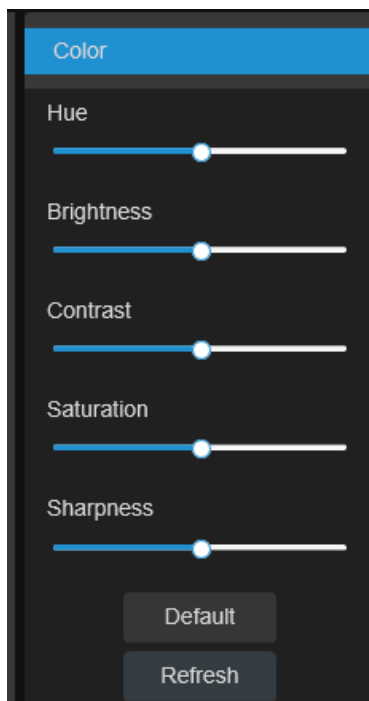 Color
Hue
Brightness
Contrast
Saturation
Sharpness
Default
Refresh